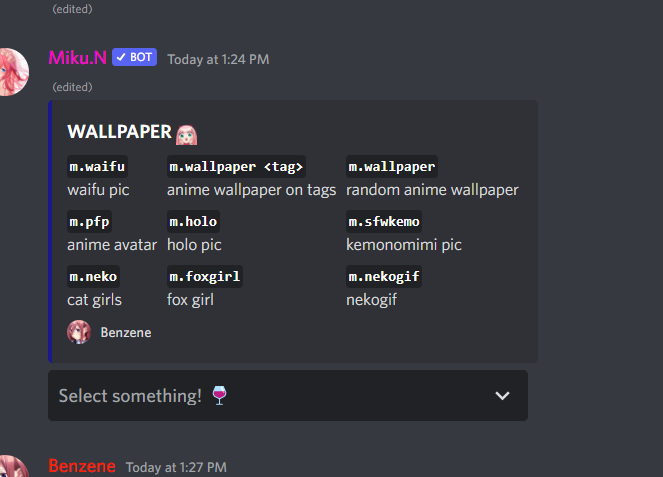 (edited)
Miku.N ✓ BOT Today at 1:24 PM
(edited)
WALLPAPER
m.waifu m.wallpaper <tag> m.wallpaper
waifu pic anime wallpaper on tags random anime wallpaper
m.pfp m.holo m.sfwkemo
anime avatar holo pic kemonomimi pic
m.neko m.foxgirl m.nekogif
cat girls fox girl nekogif
Benzene
Select something! 🍷
Benzene Today at 1:27 PM